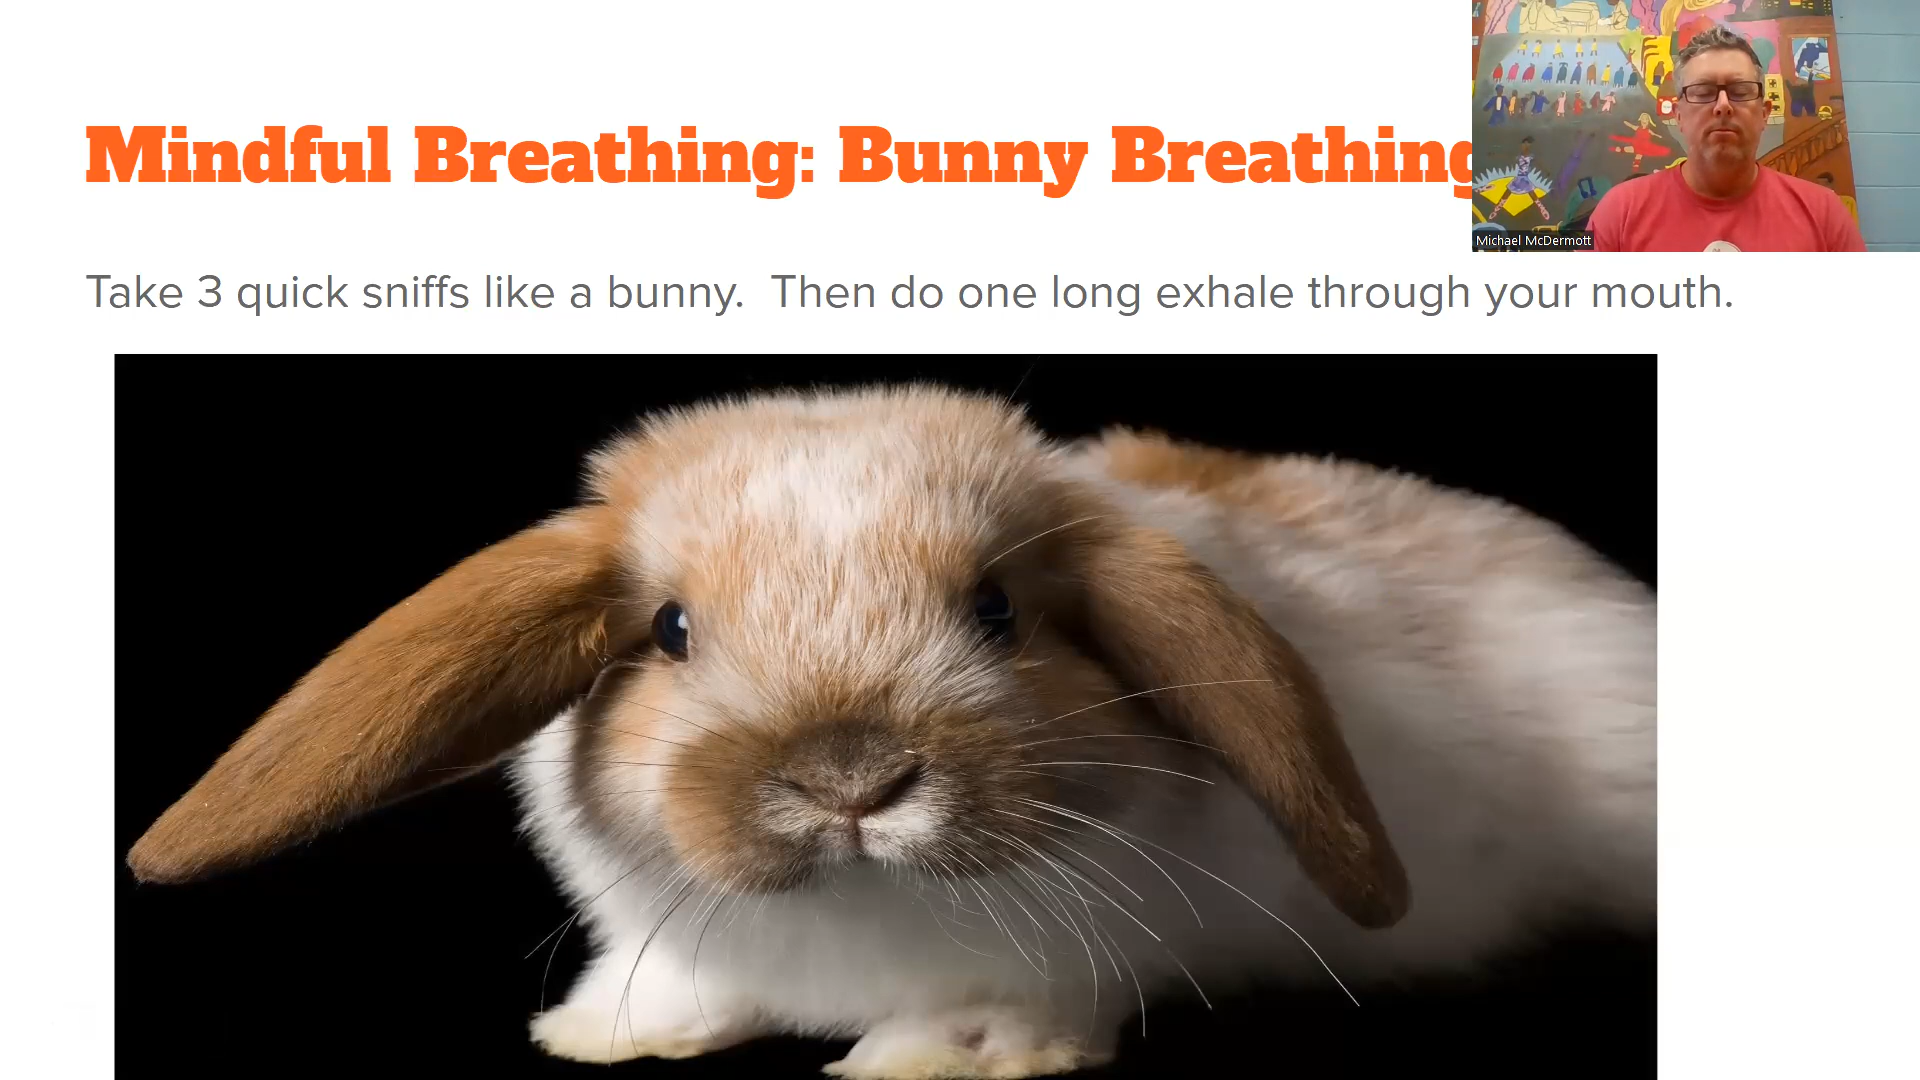 Mindful Breathing: Bunny Breathing
Michael McDermott
Take 3 quick sniffs like a bunny.  Then do one long exhale through your mouth.